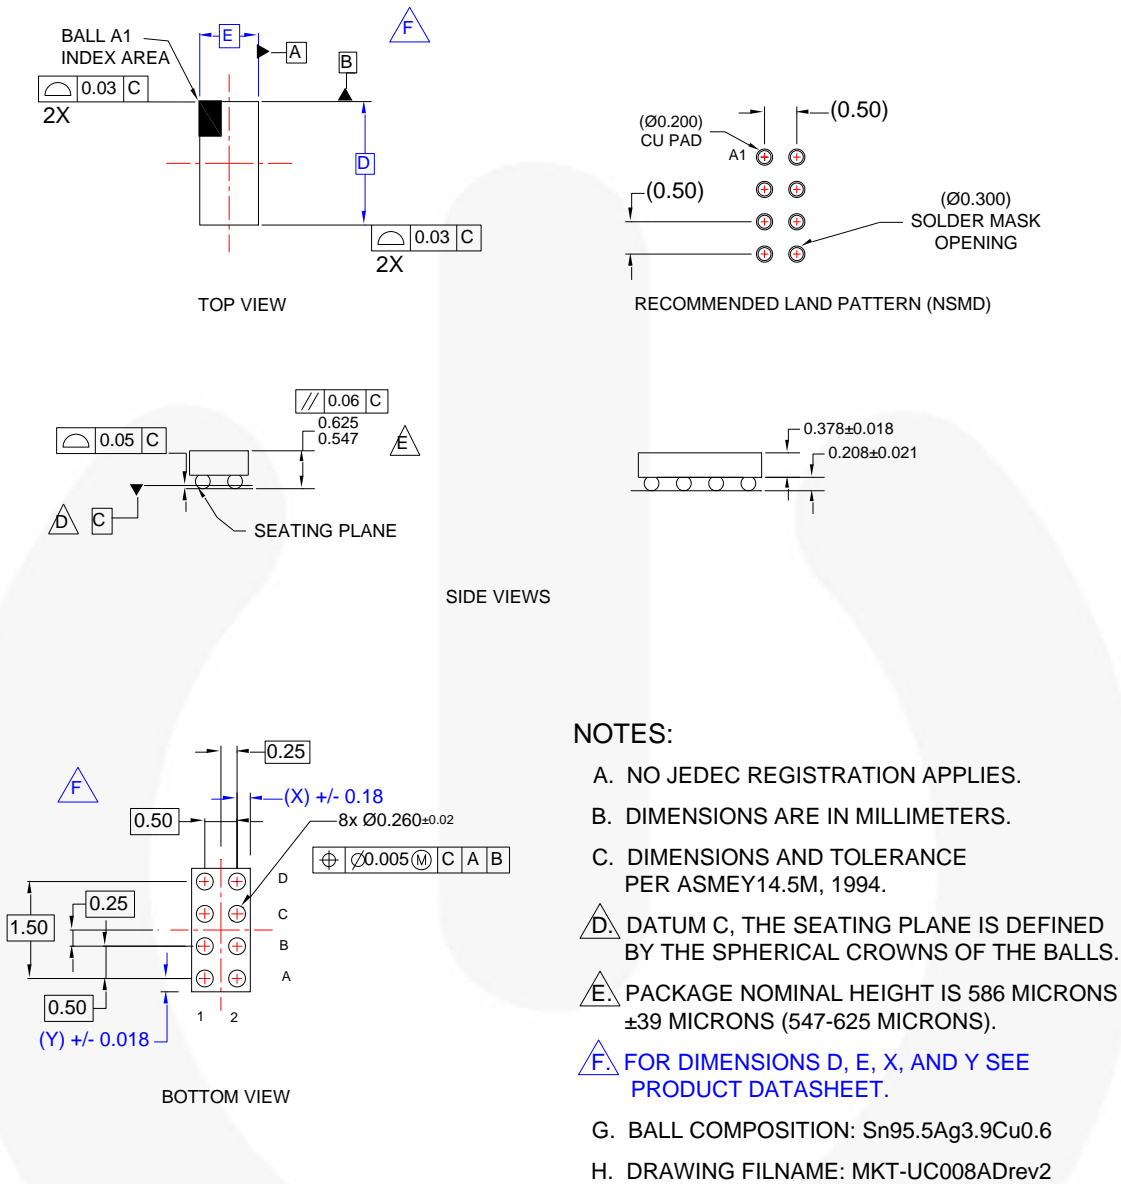 BALL A1
INDEX AREA
E
A
B
F
0.03 C
2X
D
0.03 C
2X
TOP VIEW
(0.50)
(Ø0.200)
CU PAD
A1
(0.50)
(Ø0.300)
SOLDER MASK
OPENING
RECOMMENDED LAND PATTERN (NSMD)
// 0.06 C
0.625
0.547
E
0.05 C
D
C
SEATING PLANE
0.378±0.018
0.208±0.021
SIDE VIEWS
0.25
F
(X) +/- 0.18
0.50
8x Ø0.260±0.02
Ø0.005 Ⓜ C A B
D
C
B
A
0.25
1.50
0.50
1 2
(Y) +/- 0.018
BOTTOM VIEW
NOTES:
A. NO JEDEC REGISTRATION APPLIES.
B. DIMENSIONS ARE IN MILLIMETERS.
C. DIMENSIONS AND TOLERANCE
PER ASMEY14.5M, 1994.
D. DATUM C, THE SEATING PLANE IS DEFINED
BY THE SPHERICAL CROWNS OF THE BALLS.
E. PACKAGE NOMINAL HEIGHT IS 586 MICRONS
±39 MICRONS (547-625 MICRONS).
F. FOR DIMENSIONS D, E, X, AND Y SEE
PRODUCT DATASHEET.
G. BALL COMPOSITION: Sn95.5Ag3.9Cu0.6
H. DRAWING FILNAME: MKT-UC008ADrev2